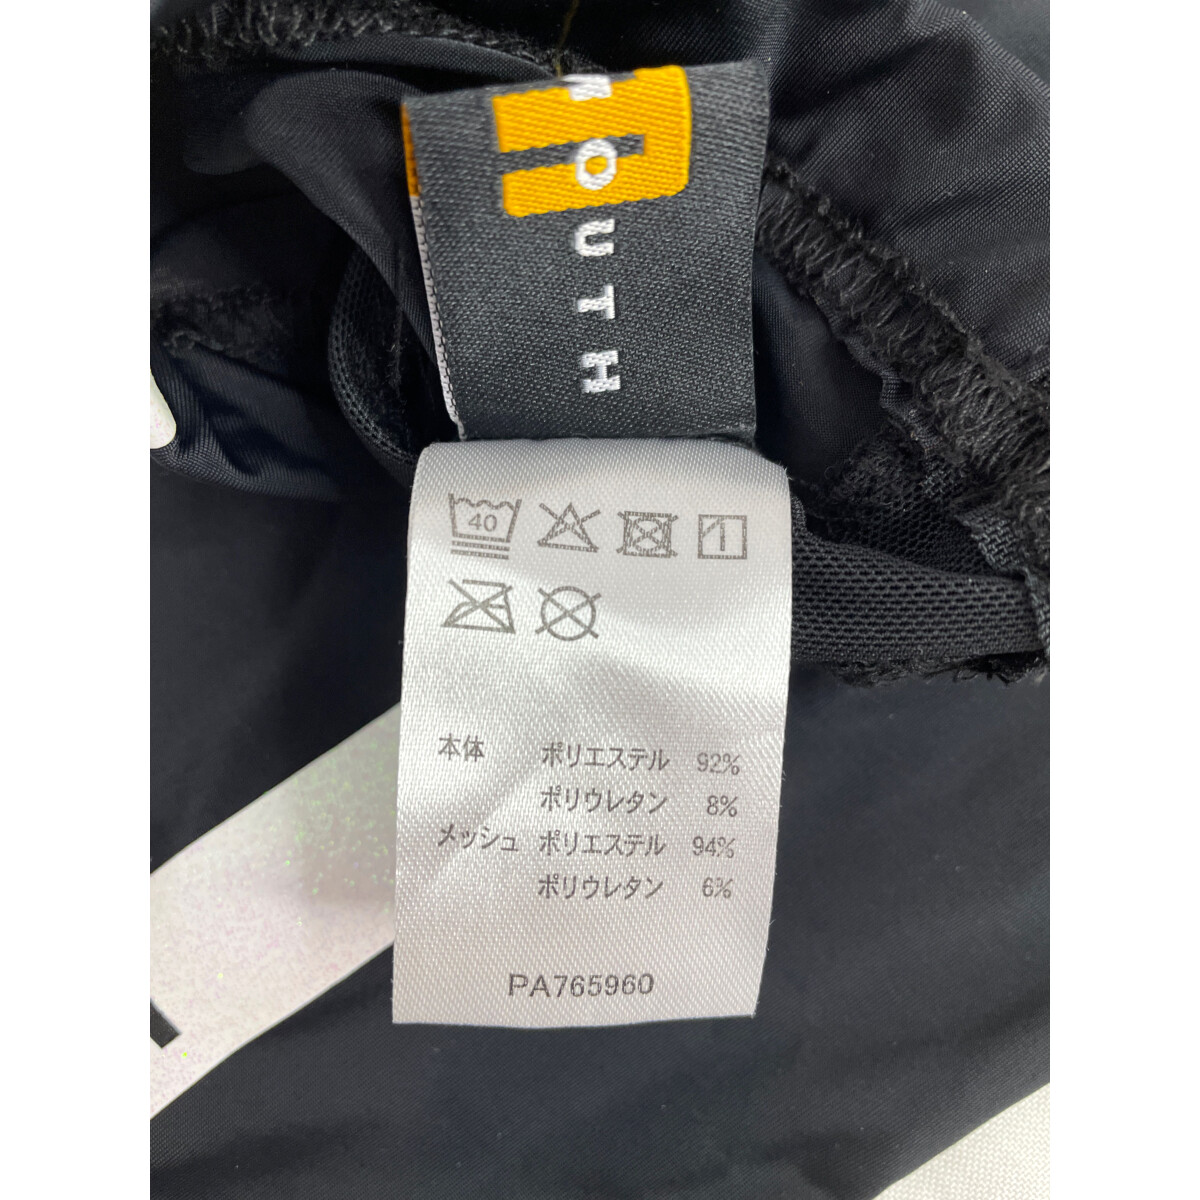 MOUTH
40
本体 ポリエステル 92%
ポリウレタン 8%
メッシュ ポリエステル 94%
ポリウレタン 6%
PA765960